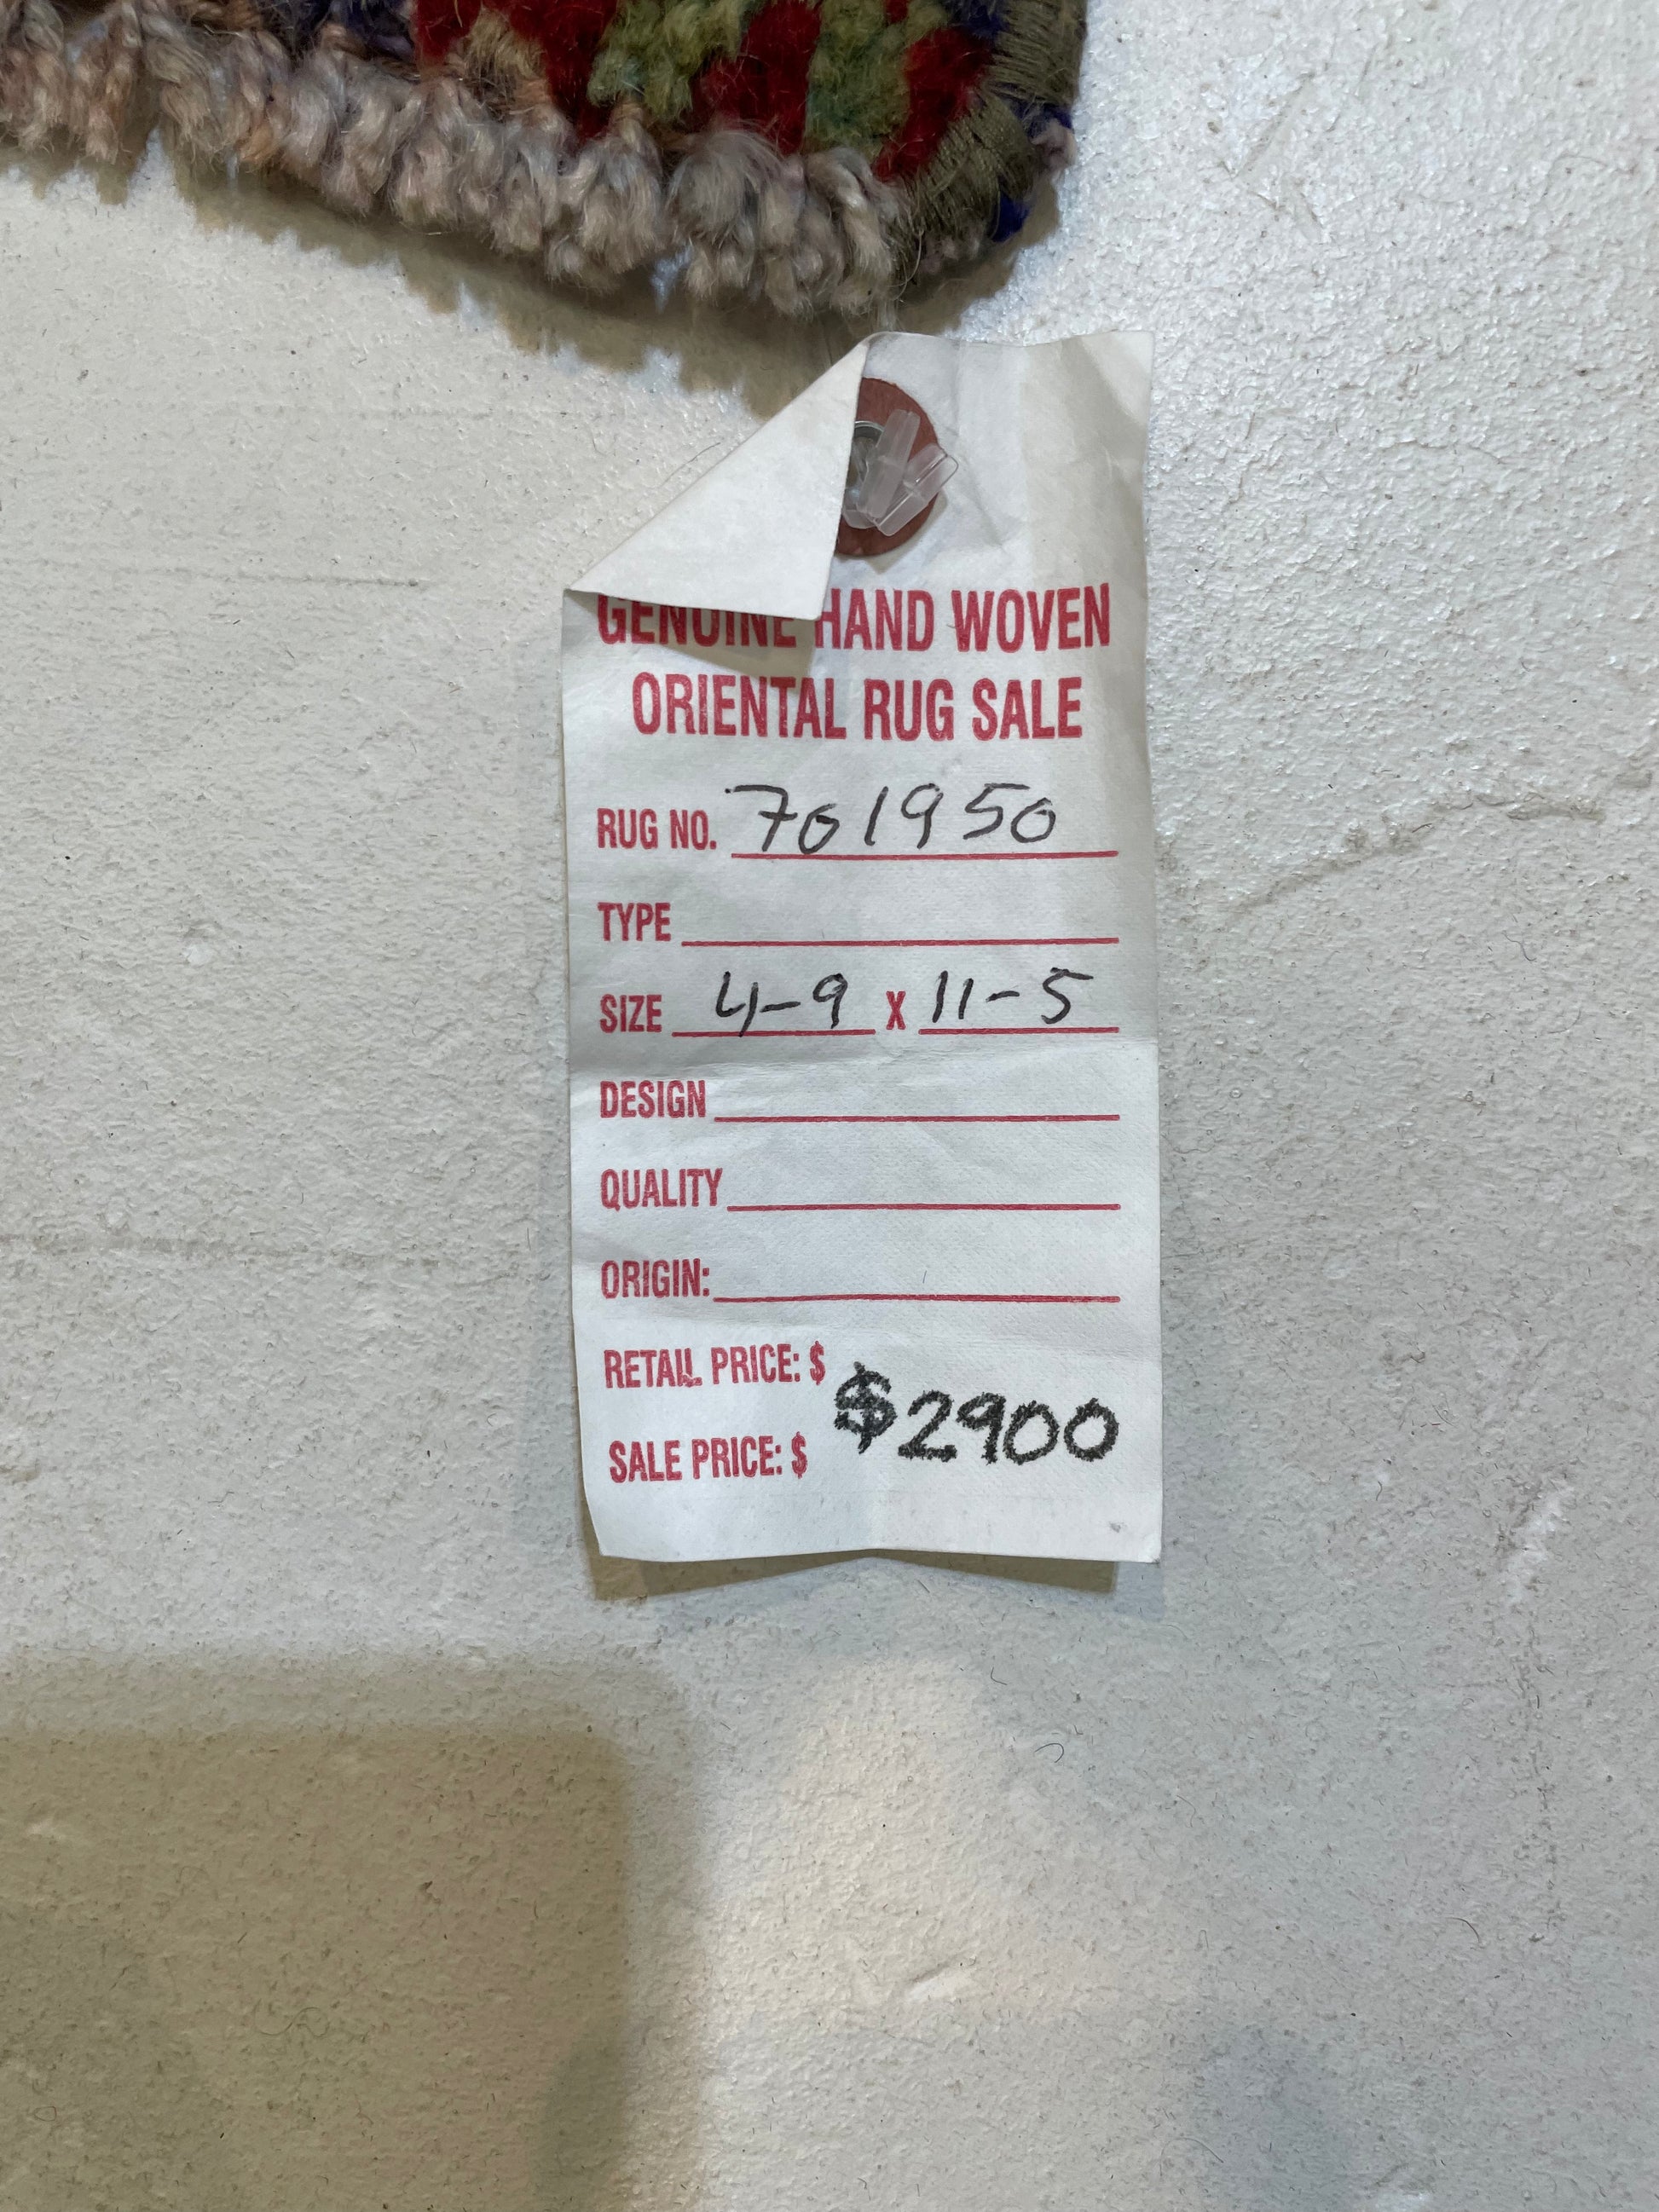 GENUINE HAND WOVEN
ORIENTAL RUG SALE
RUG NO. 701950
TYPE
SIZE 4-9 X 11-5
DESIGN
QUALITY
ORIGIN:
RETAIL PRICE: $
$2900
SALE PRICE: $